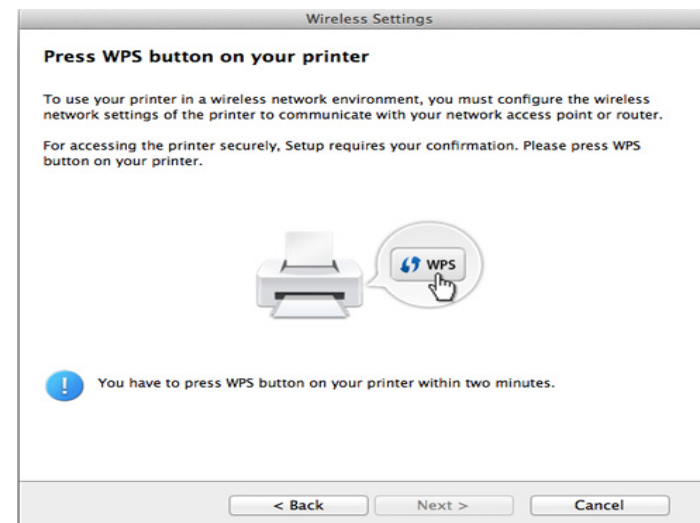 Wireless Settings
Press WPS button on your printer
To use your printer in a wireless network environment, you must configure the wireless
network settings of the printer to communicate with your network access point or router.
For accessing the printer securely, Setup requires your confirmation. Please press WPS
button on your printer.
WPS
! You have to press WPS button on your printer within two minutes.
< Back Next > Cancel